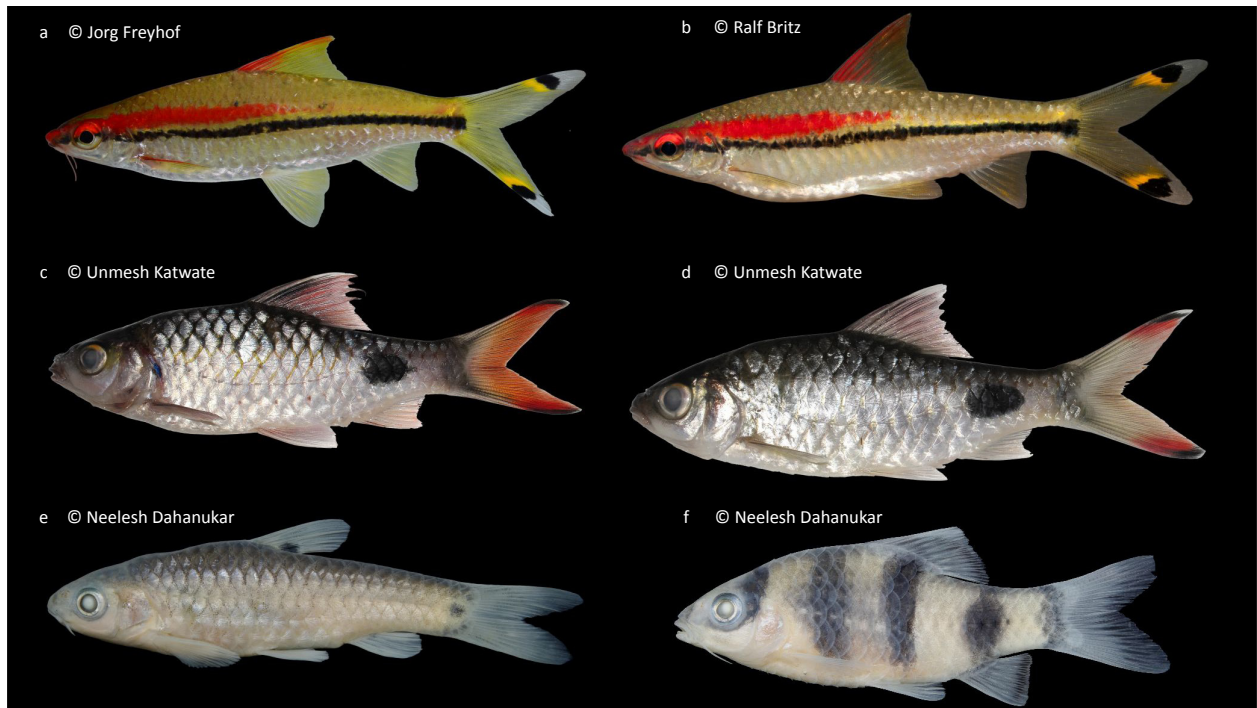 a © Jorg Freyhof
b © Ralf Britz
c © Unmesh Katwate
d © Unmesh Katwate
e © Neelesh Dahanukar
f © Neelesh Dahanukar